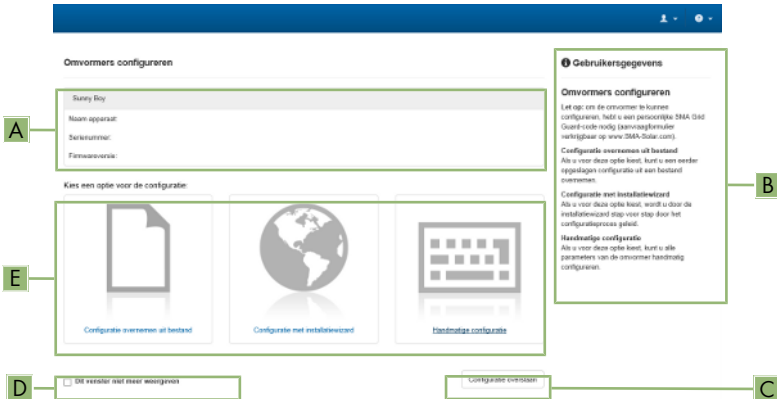 Omvormers configureren
Sunny Boy
Naam apparaat:
Serienummer:
Firmwareversie:
A
Kies een optie voor de configuratie:
Configuratie overnemen uit bestand
Configuratie met installatiewizard
Handmatige configuratie
E
Dit venster niet meer weergeven
D
Configuratie overslaan
C
Gebruikersgegevens
Omvormers configureren
Let op: om de omvormer te kunnen
configureren, hebt u een persoonlijke SMA Grid
Guard-code nodig (aanvraagformulier
verkrijgbaar op www.SMA-Solar.com).
Configuratie overnemen uit bestand
Als u voor deze optie kiest, kunt u een eerder
opgeslagen configuratie uit een bestand
overnemen.
Configuratie met installatiewizard
Als u voor deze optie kiest, wordt u door de
installatiewizard stap voor stap door het
configuratieproces geleid.
Handmatige configuratie
Als u voor deze optie kiest, kunt u alle
parameters van de omvormer handmatig
configureren.
B